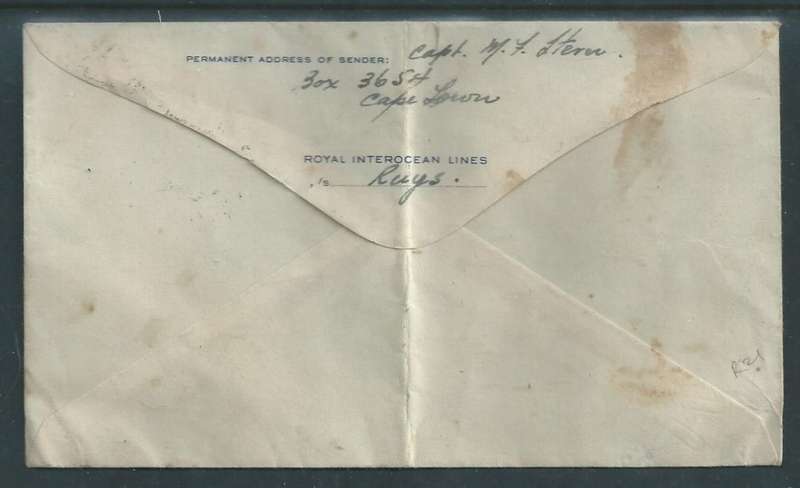 PERMANENT ADDRESS OF SENDER: Capt. M. F. Stern.
Box 3654
Cape Town
ROYAL INTEROCEAN LINES
's Ruys.